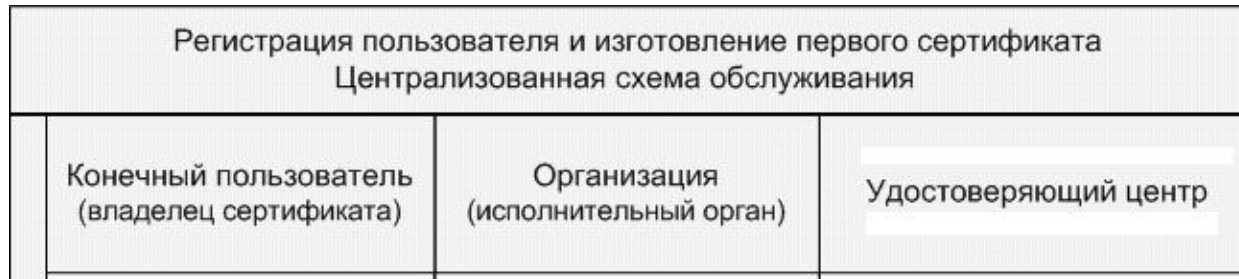 Регистрация пользователя и изготовление первого сертификата
Централизованная схема обслуживания
Конечный пользователь
(владелец сертификата)
Организация
(исполнительный орган)
Удостоверяющий центр